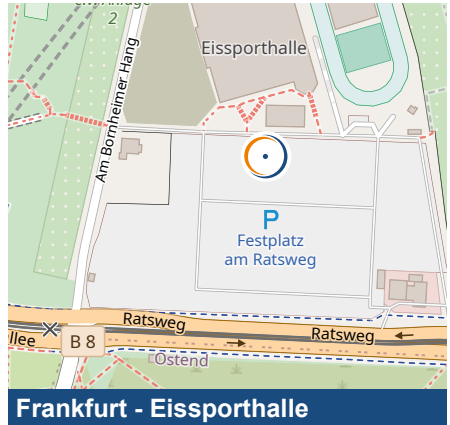 2
Eissporthalle
Am Bornheimer Hang
P
Festplatz
am Ratsweg
Ratsweg
Ratsweg
llee
B 8
Ostend
Frankfurt - Eissporthalle